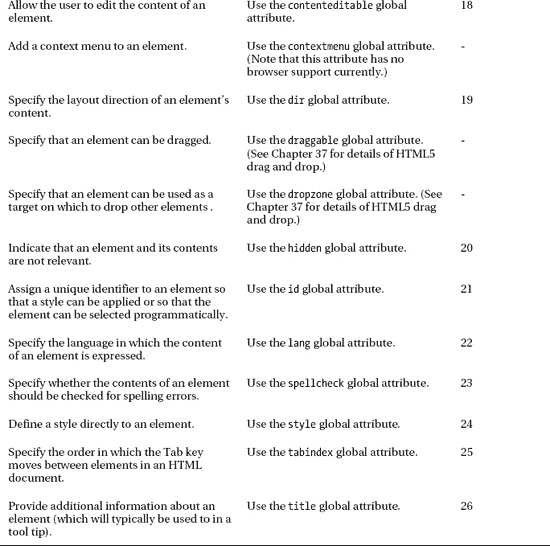 Allow the user to edit the content of an Use the contenteditable global 18
element. attribute.
Add a context menu to an element. Use the contextmenu global attribute. -
(Note that this attribute has no
browser support currently.)
Specify the layout direction of an element's Use the dir global attribute. 19
content.
Specify that an element can be dragged. Use the draggable global attribute. -
(See Chapter 37 for details of HTML5
drag and drop.)
Specify that an element can be used as a Use the dropzone global attribute. (See -
target on which to drop other elements . Chapter 37 for details of HTML5 drag
and drop.)
Indicate that an element and its contents Use the hidden global attribute. 20
are not relevant.
Assign a unique identifier to an element so Use the id global attribute. 21
that a style can be applied or so that the
element can be selected programmatically.
Specify the language in which the content Use the lang global attribute. 22
of an element is expressed.
Specify whether the contents of an element Use the spellcheck global attribute. 23
should be checked for spelling errors.
Define a style directly to an element. Use the style global attribute. 24
Specify the order in which the Tab key Use the tabindex global attribute. 25
moves between elements in an HTML
document.
Provide additional information about an Use the title global attribute. 26
element (which will typically be used to in a
tool tip).